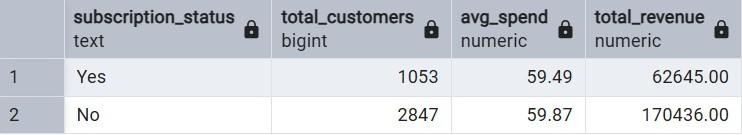 subscription_status total_customers avg_spend total_revenue
text bigint numeric numeric
1 Yes 1053 59.49 62645.00
2 No 2847 59.87 170436.00